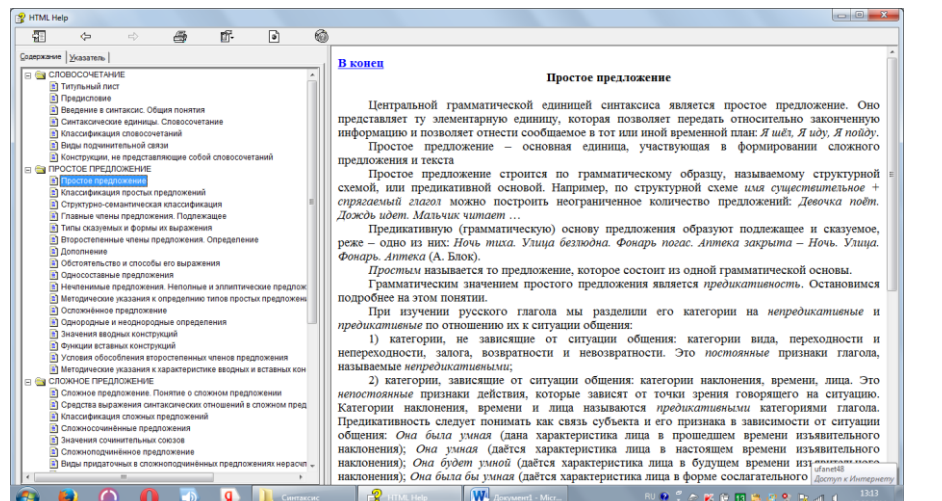 HTML Help
Содержание Указатель
СЛОВОСОЧЕТАНИЕ
Титульный лист
Предисловие
Введение в синтаксис. Общия понятия
Синтаксические единицы. Словосочетание
Классификация словосочетаний
Виды подчинительной связи
Конструкции, не представляющие собой словосочетаний
ПРОСТОЕ ПРЕДЛОЖЕНИЕ
Простое предложение
Классификация простых предложений
Структурно-семантическая классификация
Главные члены предложения. Подлежащее
Типы сказуемых и формы их выражения
Второстепенные члены предложения. Определение
Дополнение
Обстоятельство и способы его выражения
Односоставные предложения
Нечленимые предложения. Неполные и эллиптические предлож
Методические указания к определнию типов простых предложени
Осложнённое предложение
Однородные и неоднородные определения
Значения вводных конструкций
Функции вставных конструкций
Условия обособления второстепенных членов предложения
Методические указания к характеристике вводных и вставных кон
СЛОЖНОЕ ПРЕДЛОЖЕНИЕ
Сложное предложение. Понятие о сложном предложении
Средства выражения синтаксических отношений в сложном пред
Классификация сложных предложений
Сложносочинённые предложения
Значения сочинительных союзов
Сложноподчинённое предложение
Виды придаточных в сложноподчинённых предложениях нерасчл
В конец
Простое предложение
Центральной грамматической единицей синтаксиса является простое предложение. Оно
представляет ту элементарную единицу, которая позволяет передать относительно законченную
информацию и позволяет отнести сообщаемое в тот или иной временной план: Я шёл, Я иду, Я пойду.
Простое предложение – основная единица, участвующая в формировании сложного
предложения и текста
Простое предложение строится по грамматическому образцу, называемому структурной
схемой, или предикативной основой. Например, по структурной схеме имя существительное +
спрягаемый глагол можно построить неограниченное количество предложений: Девочка поёт.
Дождь идет. Мальчик читает …
Предикативную (грамматическую) основу предложения образуют подлежащее и сказуемое,
реже – одно из них: Ночь тиха. Улица безлюдна. Фонарь погас. Аптека закрыта – Ночь. Улица.
Фонарь. Аптека (А. Блок).
Простым называется то предложение, которое состоит из одной грамматической основы.
Грамматическим значением простого предложения является предикативность. Остановимся
подробнее на этом понятии.
При изучении русского глагола мы разделили его категории на непредикативные и
предикативные по отношению их к ситуации общения:
1) категории, не зависящие от ситуации общения: категории вида, переходности и
непереходности, залога, возвратности и невозвратности. Это постоянные признаки глагола,
называемые непредикативными;
2) категории, зависящие от ситуации общения: категории наклонения, времени, лица. Это
непостоянные признаки действия, которые зависят от точки зрения говорящего на ситуацию.
Категории наклонения, времени и лица называются предикативными категориями глагола.
Предикативность следует понимать как связь субъекта и его признака в зависимости от ситуации
общения: Она была умная (дана характеристика лица в прошедшем времени изъявительного
наклонения); Она умная (даётся характеристика лица в настоящем времени изъявительного
наклонения); Она будет умной (даётся характеристика лица в будущем времени изъявительного
наклонения); Она была бы умной (даётся характеристика лица в форме сослагательного
ufanet48
Доступ к Интернету
Синтаксис
HTML Help
Документ1 - Micr...
RU
13:13